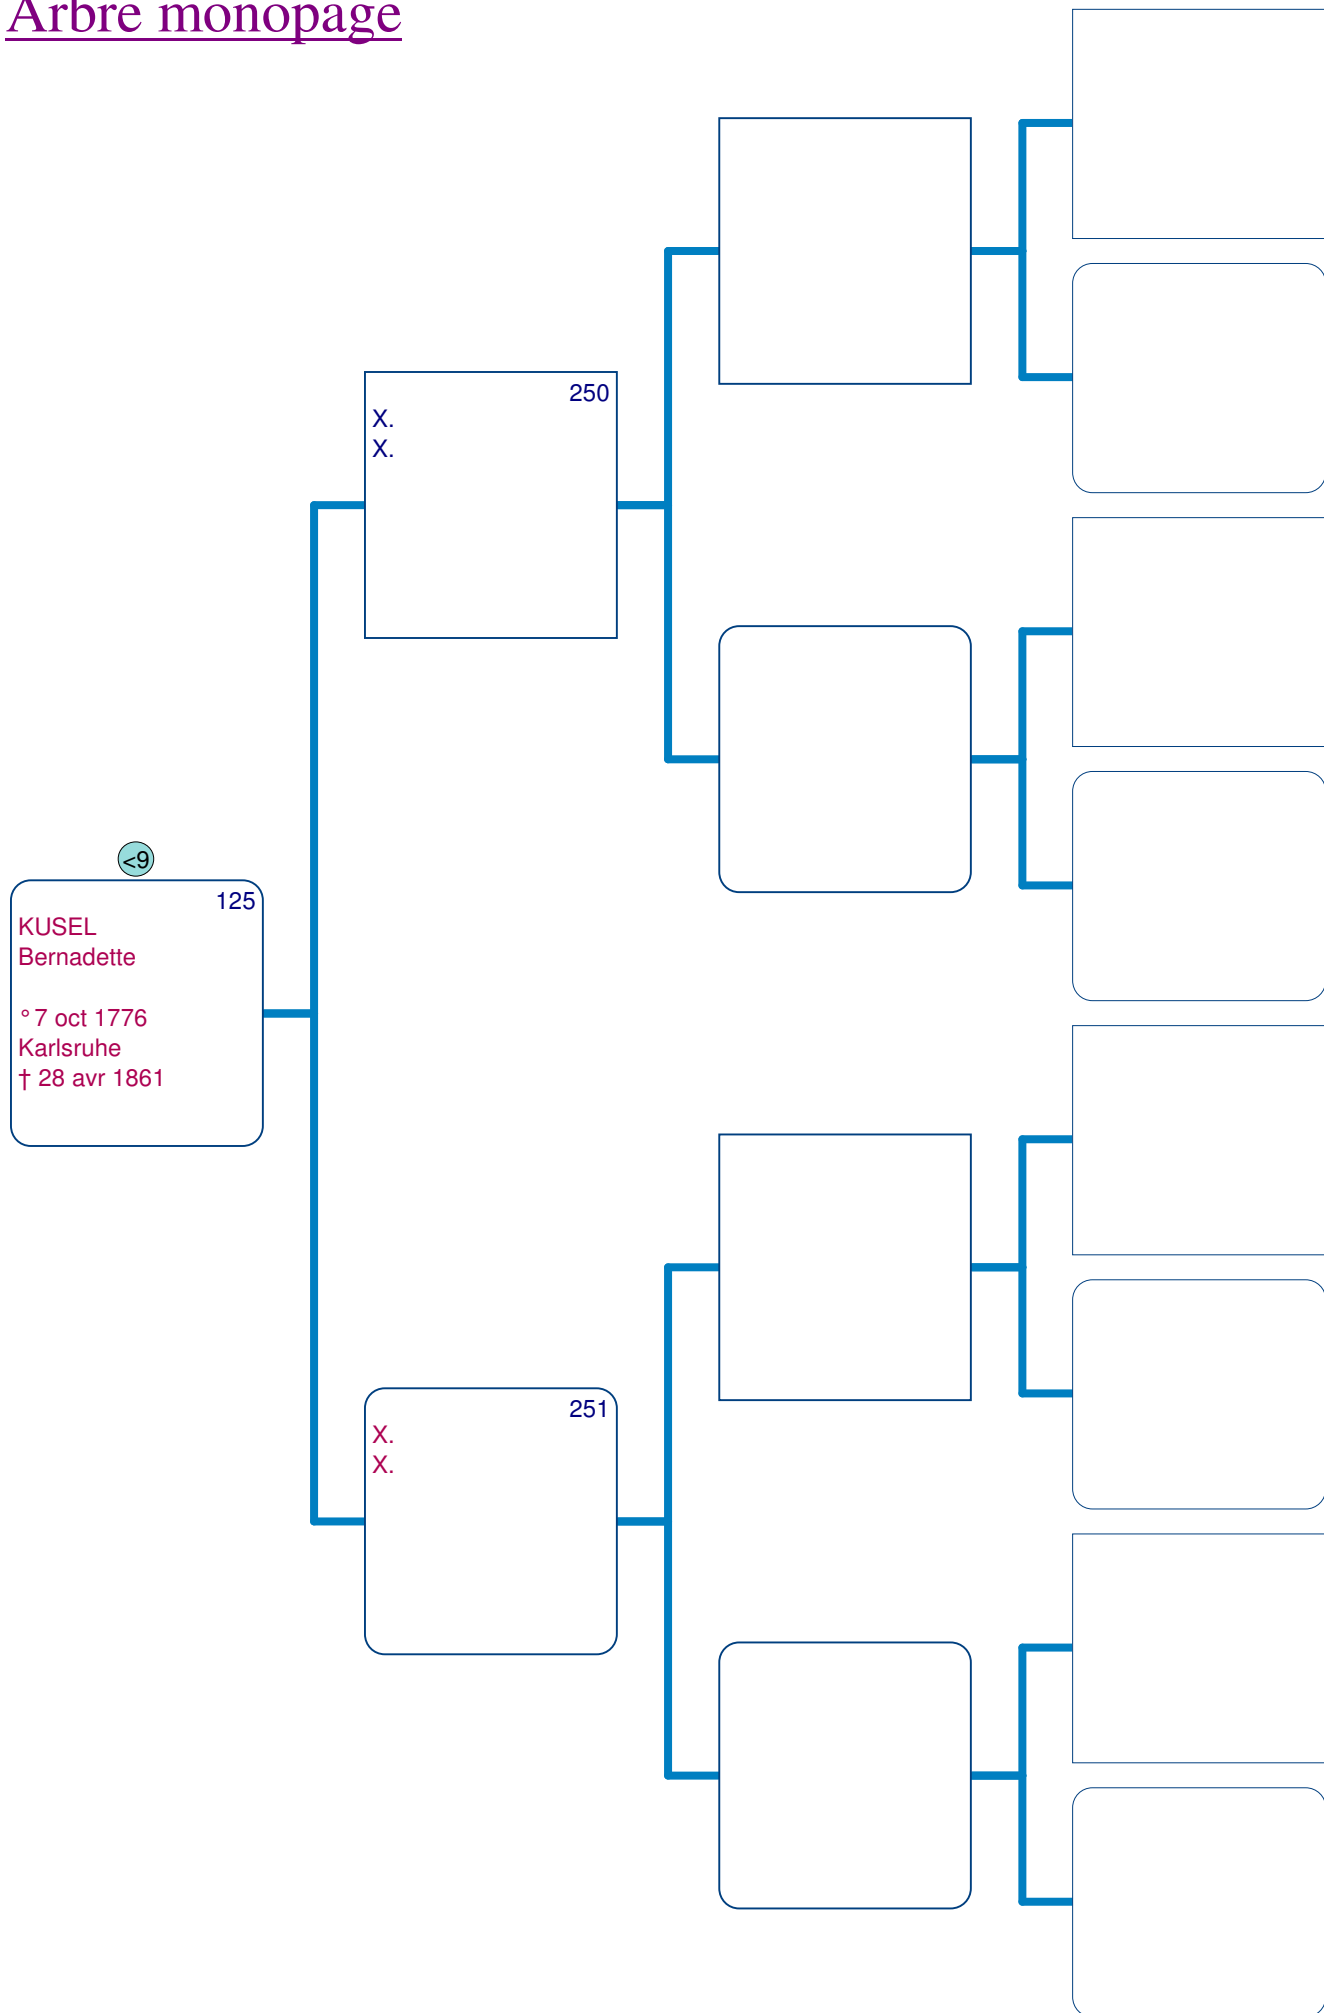 Arbre monopage
250
X.
X.
<9
125
KUSEL
Bernadette
° 7 oct 1776
Karlsruhe
† 28 avr 1861
251
X.
X.